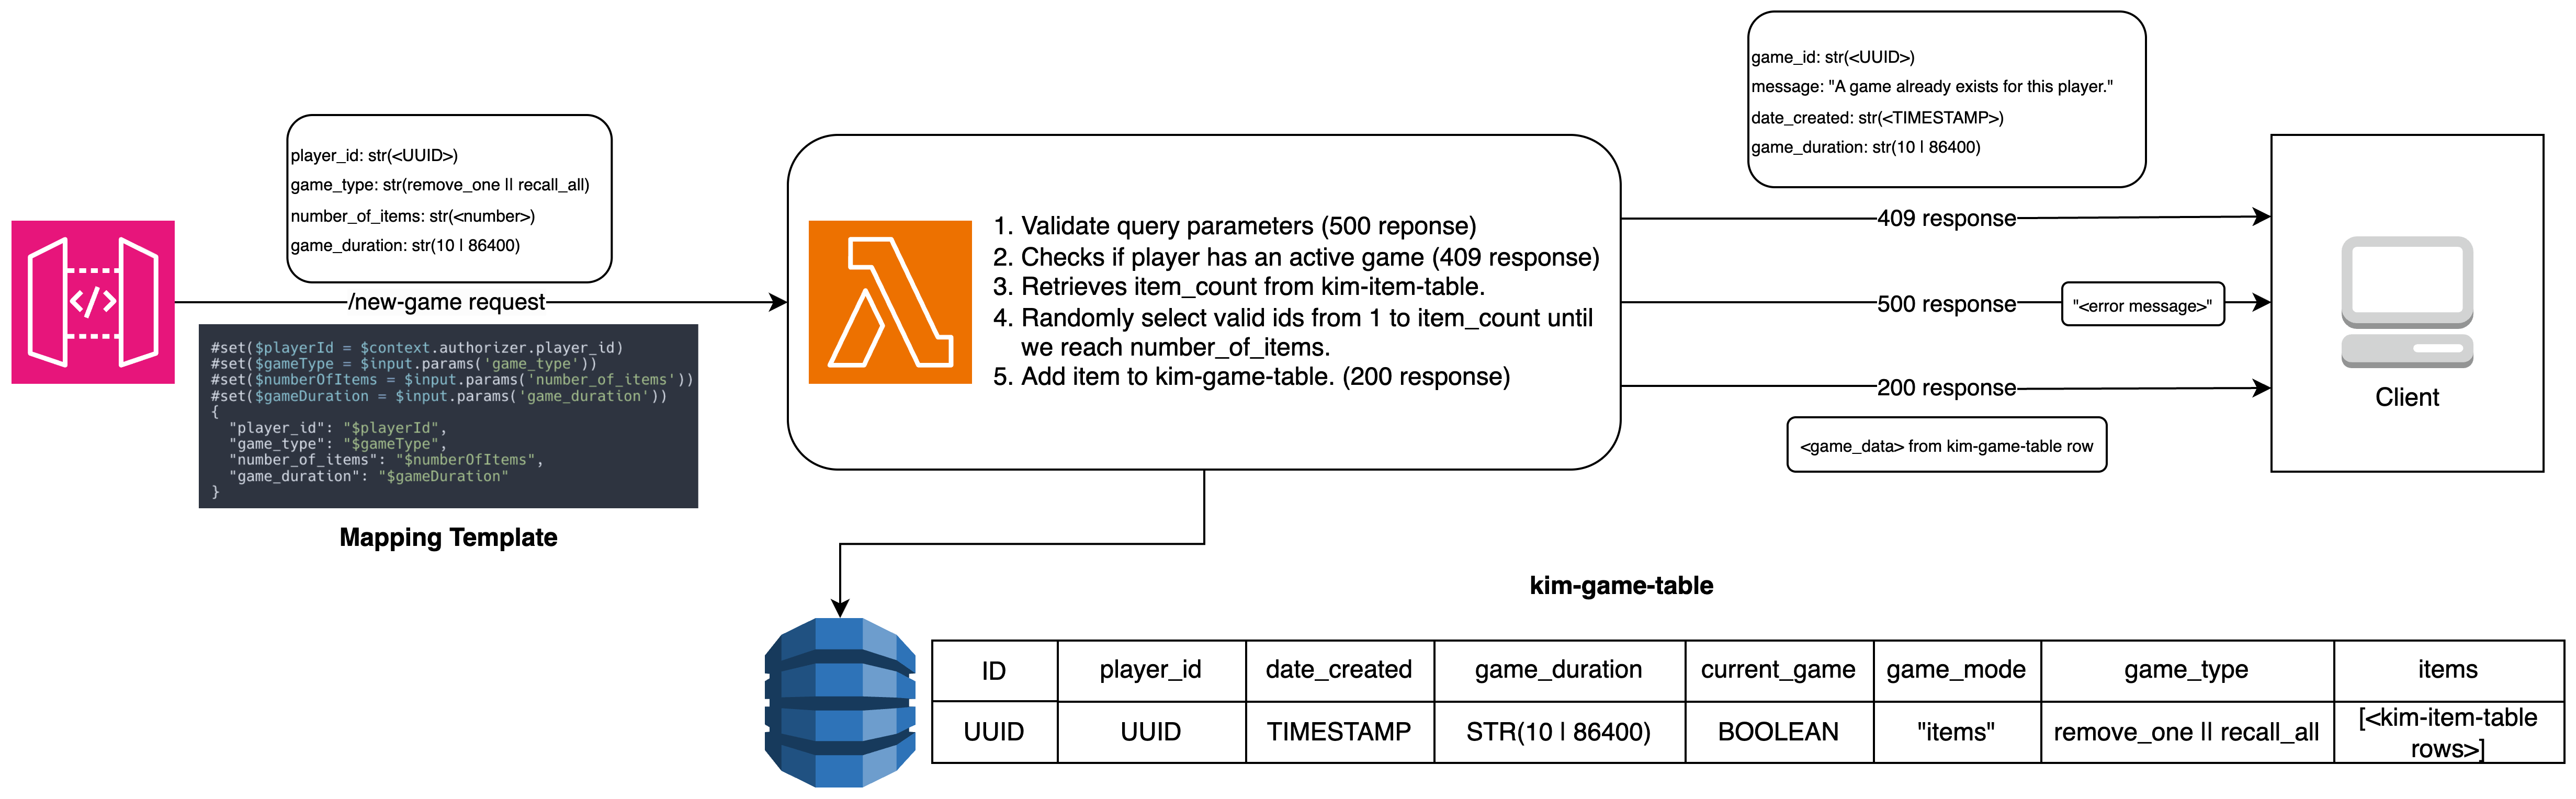 player_id: str(<UUID>)
game_type: str(remove_one || recall_all)
number_of_items: str(<number>)
game_duration: str(10 | 86400)
</>
/new-game request
#set($playerId = $context.authorizer.player_id)
#set($gameType = $input.params('game_type'))
#set($numberOfItems = $input.params('number_of_items'))
#set($gameDuration = $input.params('game_duration'))
{
"player_id": "$playerId",
"game_type": "$gameType",
"number_of_items": "$numberOfItems",
"game_duration": "$gameDuration"
}
Mapping Template
1. Validate query parameters (500 reponse)
2. Checks if player has an active game (409 response)
3. Retrieves item_count from kim-item-table.
4. Randomly select valid ids from 1 to item_count until
we reach number_of_items.
5. Add item to kim-game-table. (200 response)
game_id: str(<UUID>)
message: "A game already exists for this player."
date_created: str(<TIMESTAMP>)
game_duration: str(10 | 86400)
409 response
500 response
"<error message>"
200 response
<game_data> from kim-game-table row
Client
kim-game-table
ID player_id date_created game_duration current_game game_mode game_type items
UUID UUID TIMESTAMP STR(10 | 86400) BOOLEAN "items" remove_one || recall_all [<kim-item-table
rows>]